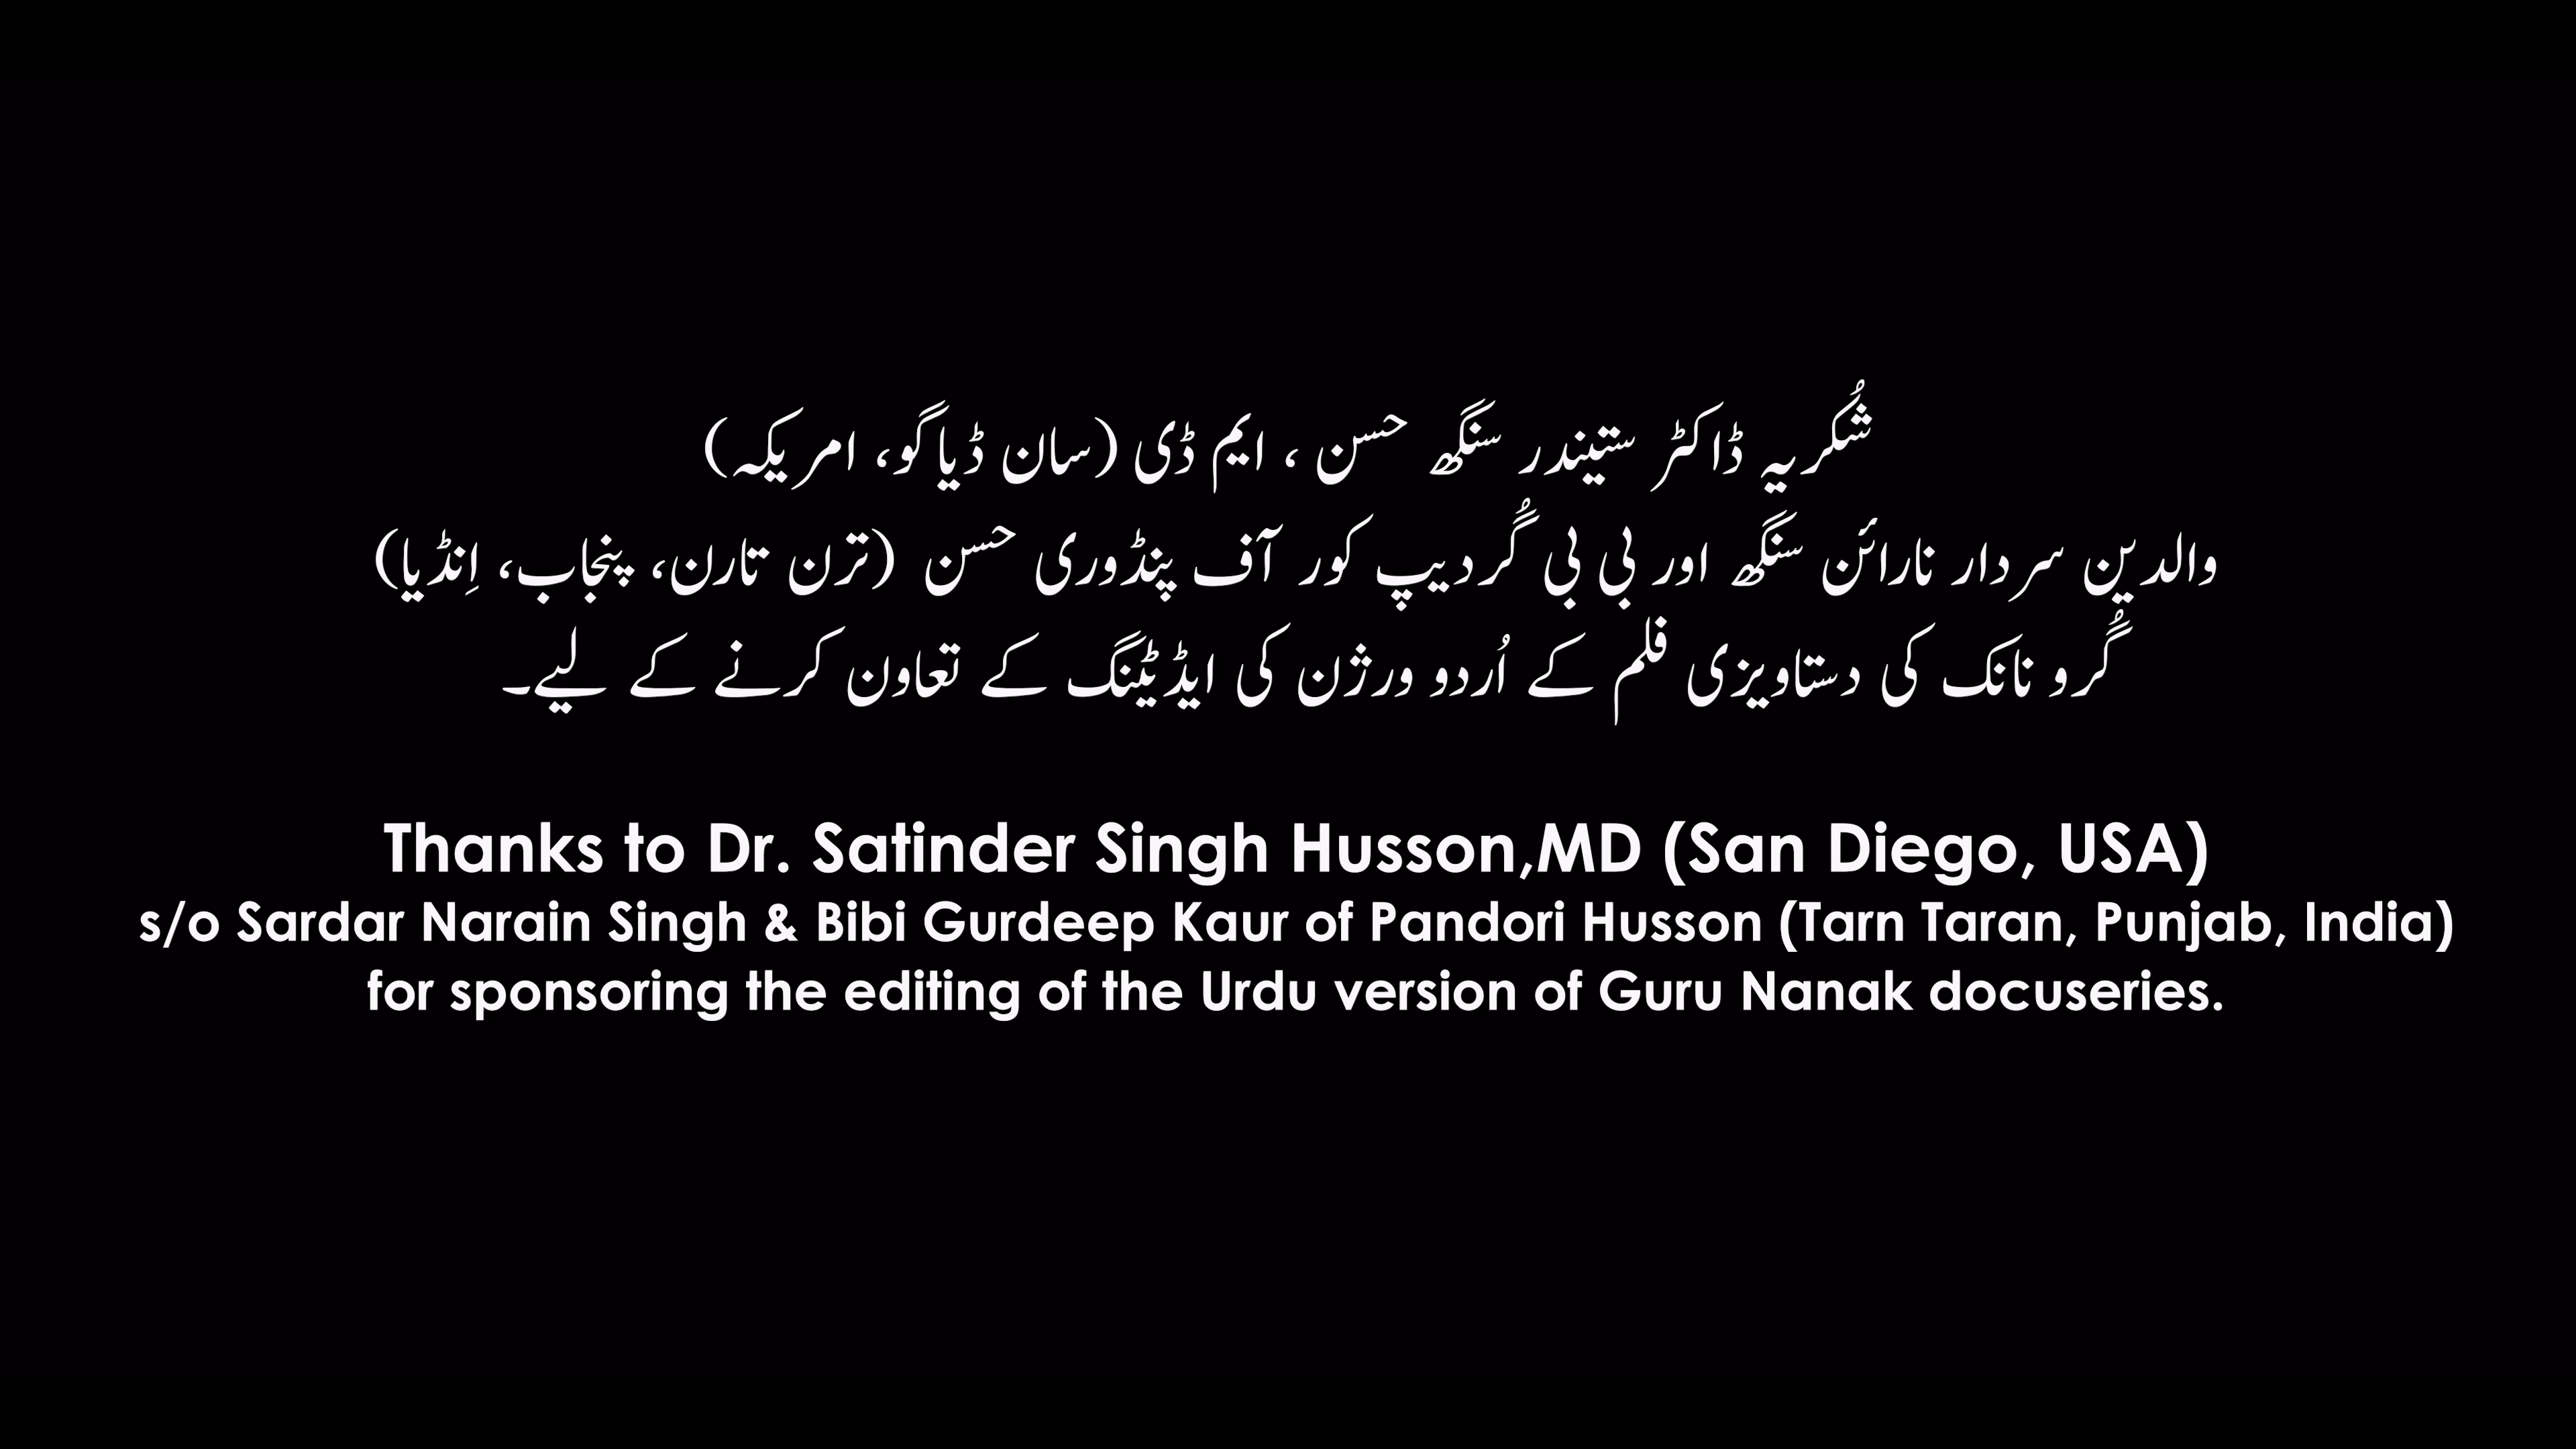 شُکریہ ڈاکٹر ستیندر سنگھ حسن ، ایم ڈی (سان ڈیاگو، امریکہ)
والدین سردار نارائن سنگھ اور بی بی گُردیپ کور آف پنڈوری حسن (ترن تارن، پنجاب، اِنڈیا)
گُرو نانک کی دستاویزی فلم کے اُردو ورژن کی ایڈیٹنگ کے تعاون کرنے کے لیے۔
Thanks to Dr. Satinder Singh Husson,MD (San Diego, USA)
s/o Sardar Narain Singh & Bibi Gurdeep Kaur of Pandori Husson (Tarn Taran, Punjab, India)
for sponsoring the editing of the Urdu version of Guru Nanak docuseries.